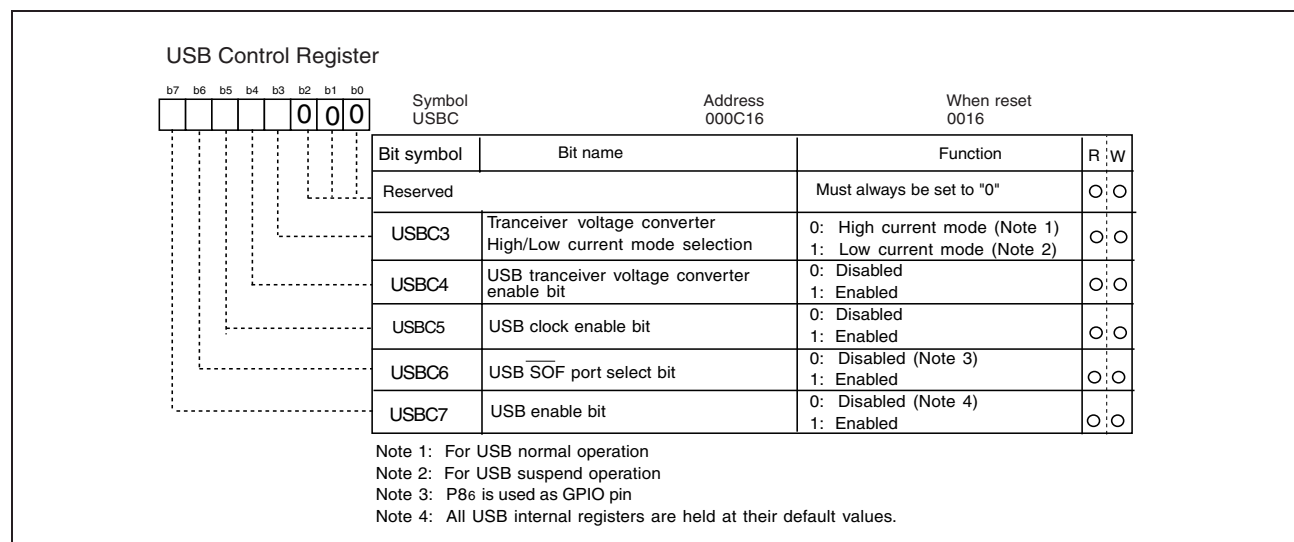 USB Control Register
b7 b6 b5 b4 b3 b2 b1 b0
0 0 0
Symbol Address When reset
USBC 000C16 0016
Bit symbol Bit name Function R W
Reserved Must always be set to "0" O O
USBC3 Tranceiver voltage converter 0: High current mode (Note 1) O O
High/Low current mode selection 1: Low current mode (Note 2)
USBC4 USB tranceiver voltage converter 0: Disabled O O
enable bit 1: Enabled
USBC5 USB clock enable bit 0: Disabled O O
1: Enabled
USBC6 USB S̅O̅F̅ port select bit 0: Disabled (Note 3) O O
1: Enabled
USBC7 USB enable bit 0: Disabled (Note 4) O O
1: Enabled
Note 1: For USB normal operation
Note 2: For USB suspend operation
Note 3: P86 is used as GPIO pin
Note 4: All USB internal registers are held at their default values.